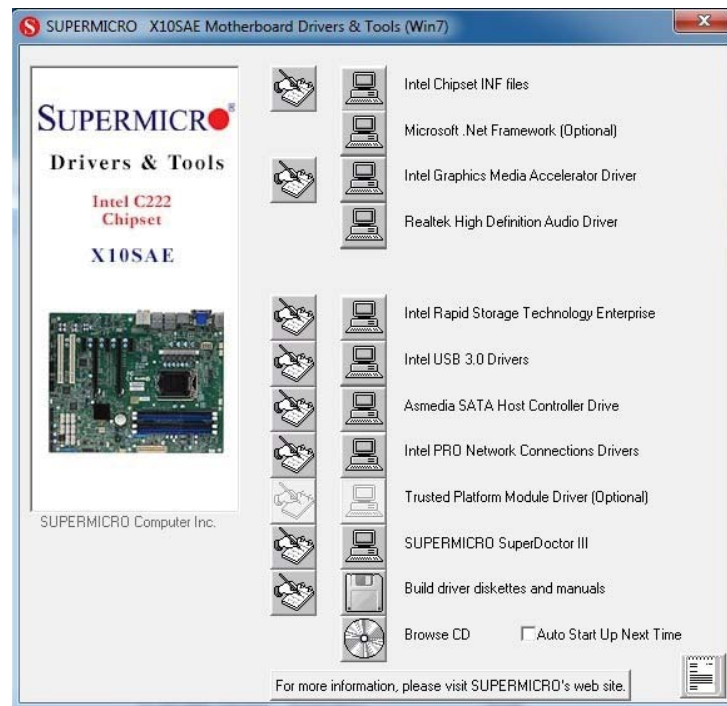 SUPERMICRO X10SAE Motherboard Drivers & Tools (Win7)
SUPERMICRO®
Drivers & Tools
Intel C222
Chipset
X10SAE
SUPERMICRO Computer Inc.
Intel Chipset INF files
Microsoft .Net Framework (Optional)
Intel Graphics Media Accelerator Driver
Realtek High Definition Audio Driver
Intel Rapid Storage Technology Enterprise
Intel USB 3.0 Drivers
Asmedia SATA Host Controller Drive
Intel PRO Network Connections Drivers
Trusted Platform Module Driver (Optional)
SUPERMICRO SuperDoctor III
Build driver diskettes and manuals
Browse CD Auto Start Up Next Time
For more information, please visit SUPERMICRO's web site.